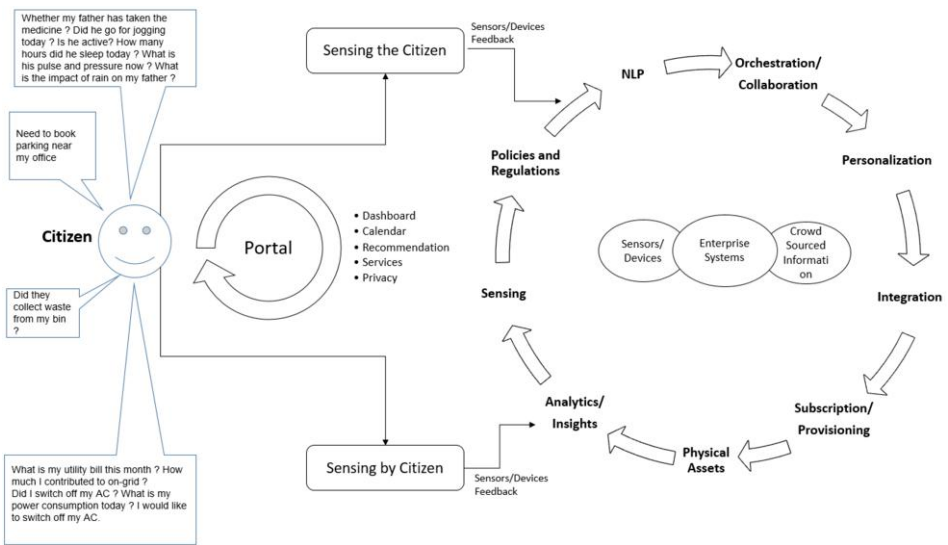 Whether my father has taken the
medicine ? Did he go for jogging
today ? Is he active? How many
hours did he sleep today ? What is
his pulse and pressure now ? What
is the impact of rain on my father ?
Need to book
parking near
my office
Citizen
Did they
collect waste
from my bin
?
What is my utility bill this month ? How
much I contributed to on-grid ?
Did I switch off my AC ? What is my
power consumption today ? I would like
to switch off my AC.
Portal
• Dashboard
• Calendar
• Recommendation
• Services
• Privacy
Sensing the Citizen
Sensors/Devices
Feedback
Sensing by Citizen
Sensors/Devices
Feedback
NLP
Orchestration/
Collaboration
Personalization
Integration
Subscription/
Provisioning
Physical
Assets
Analytics/
Insights
Sensing
Policies and
Regulations
Sensors/
Devices
Enterprise
Systems
Crowd
Sourced
Informati
on